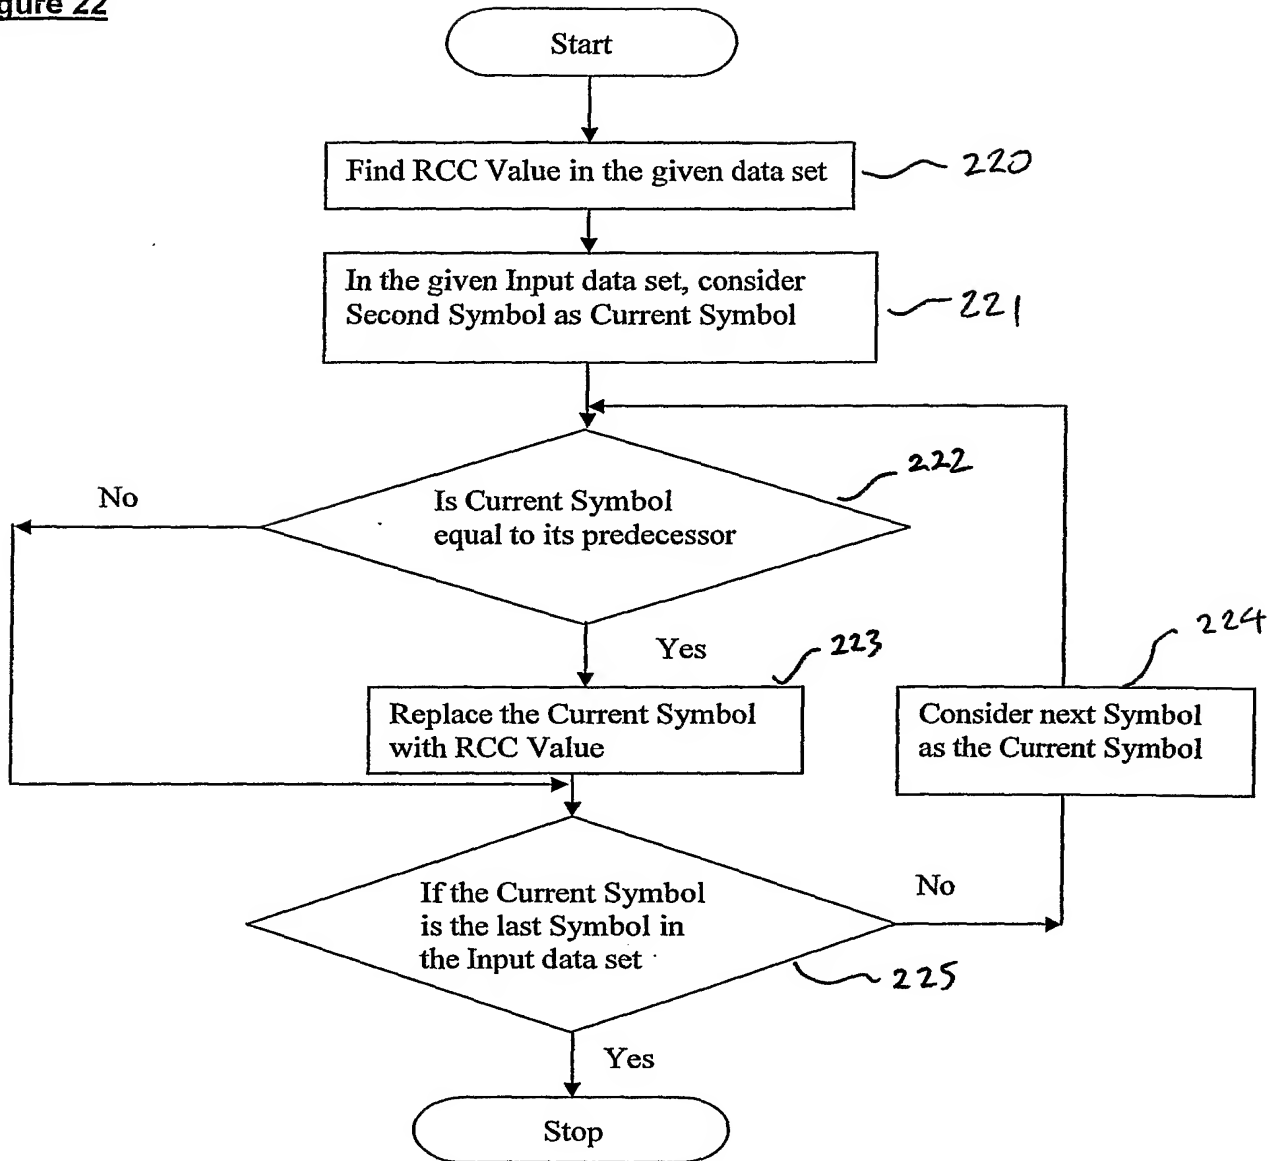 gure 22
Start
Find RCC Value in the given data set
220
In the given Input data set, consider
Second Symbol as Current Symbol
221
222
No
Is Current Symbol
equal to its predecessor
Yes
223
224
Replace the Current Symbol
with RCC Value
Consider next Symbol
as the Current Symbol
If the Current Symbol
is the last Symbol in
the Input data set
No
225
Yes
Stop